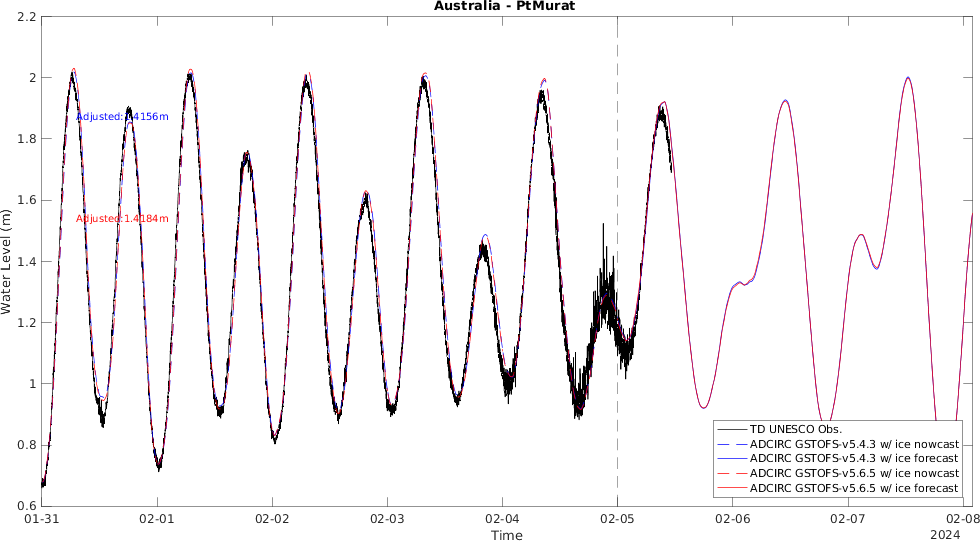 Australia - PtMurat
2.2
2
1.8
1.6
1.4
1.2
1
0.8
0.6
Water Level (m)
Adjusted:
4156m
Adjusted:1.4184m
TD UNESCO Obs.
ADCIRC GSTOFS-v5.4.3 w/ ice nowcast
ADCIRC GSTOFS-v5.4.3 w/ ice forecast
ADCIRC GSTOFS-v5.6.5 w/ ice nowcast
ADCIRC GSTOFS-v5.6.5 w/ ice forecast
01-31
02-01
02-02
02-03
02-04
02-05
02-06
02-07
02-08
Time
2024